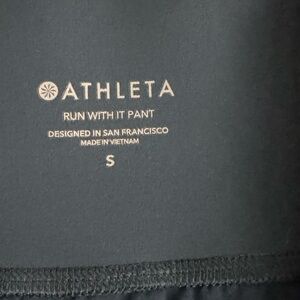 ATHLETA
RUN WITH IT PANT
DESIGNED IN SAN FRANCISCO
MADE IN VIETNAM
S